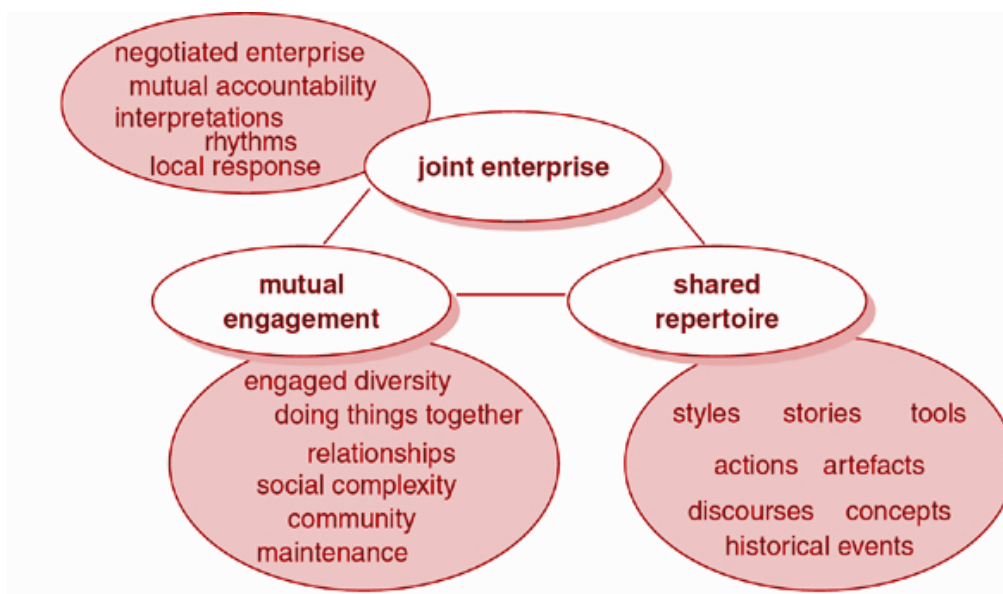 negotiated enterprise
mutual accountability
interpretations
rhythms
local response
joint enterprise
mutual
engagement
shared
repertoire
engaged diversity
doing things together
relationships
social complexity
community
maintenance
styles stories tools
actions artefacts
discourses concepts
historical events